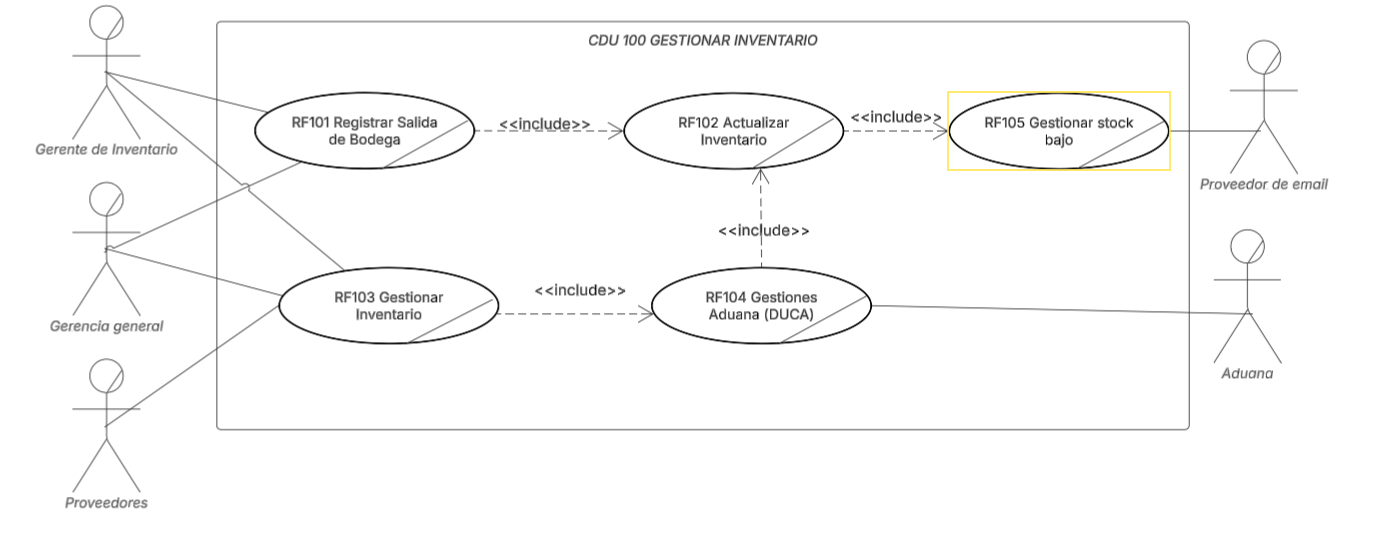 CDU 100 GESTIONAR INVENTARIO
Gerente de Inventario
RF101 Registrar Salida
de Bodega
<<include>>
RF102 Actualizar
Inventario
<<include>>
RF105 Gestionar stock
bajo
Proveedor de email
<<include>>
Gerencia general
RF103 Gestionar
Inventario
<<include>>
RF104 Gestiones
Aduana (DUCA)
Aduana
Proveedores